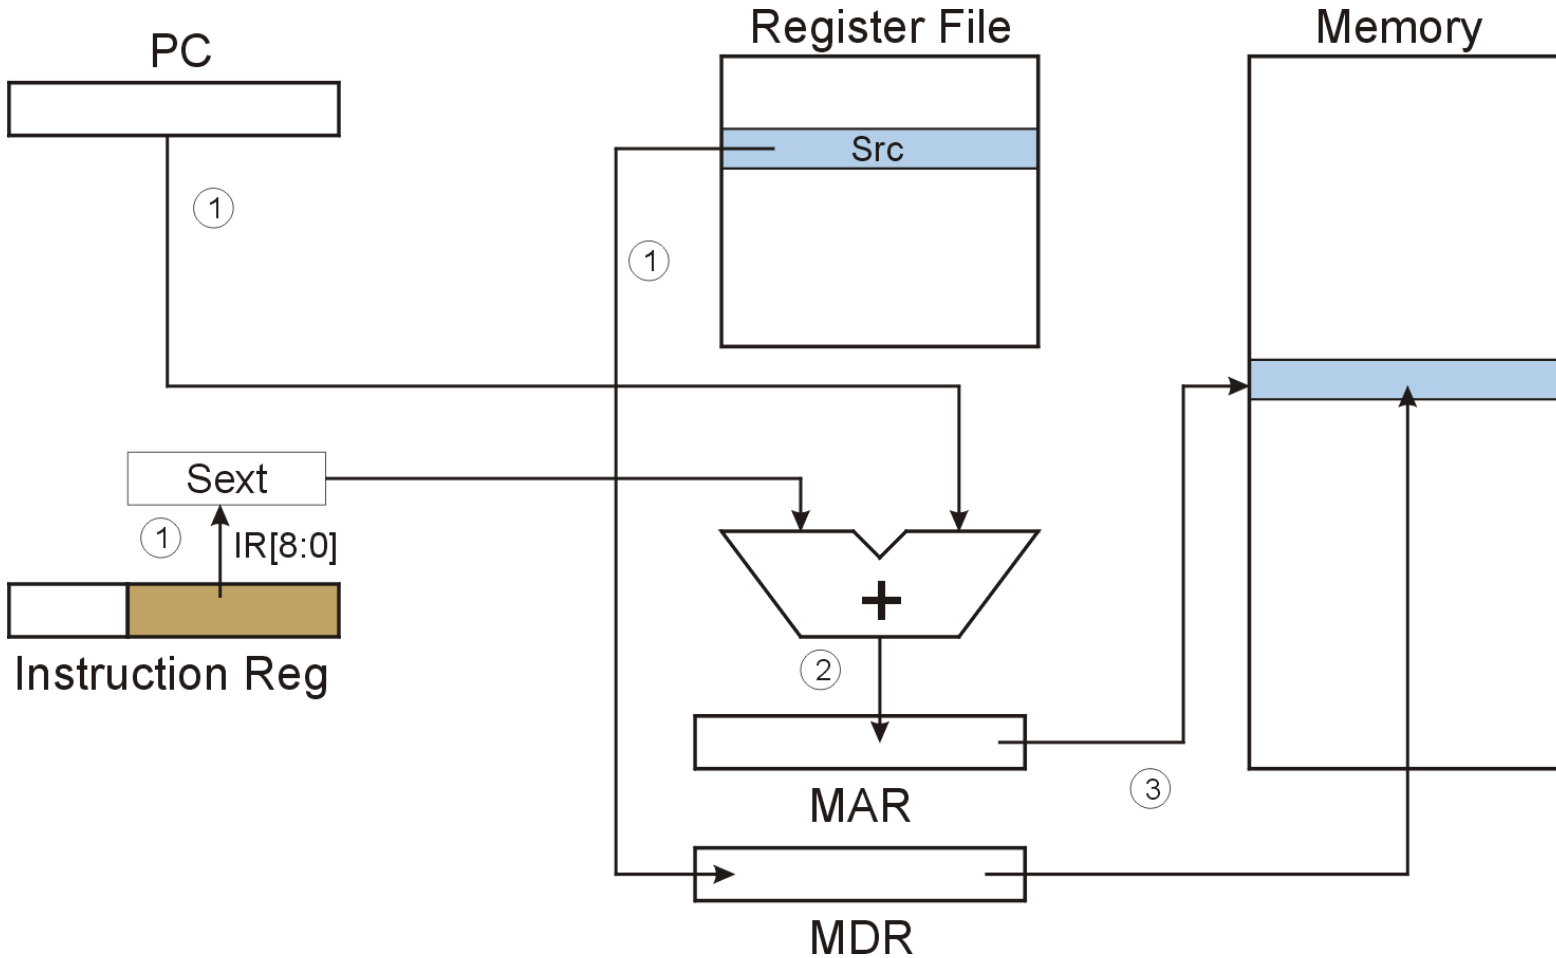 PC
Register File
Memory
Src
1
1
Sext
1
IR[8:0]
+
Instruction Reg
2
MAR
3
MDR